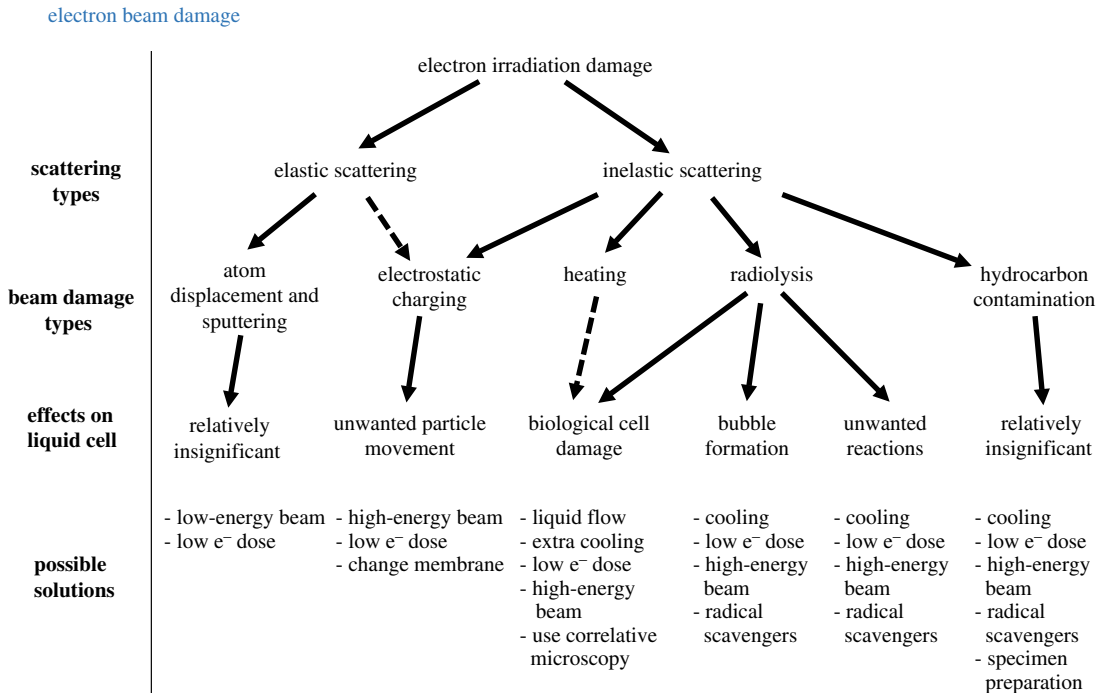 electron beam damage
electron irradiation damage
scattering
types
elastic scattering
inelastic scattering
beam damage
types
atom
displacement and
sputtering
electrostatic
charging
heating
radiolysis
hydrocarbon
contamination
effects on
liquid cell
relatively
insignificant
unwanted particle
movement
biological cell
damage
bubble
formation
unwanted
reactions
relatively
insignificant
possible
solutions
- low-energy beam
- low e⁻ dose
- high-energy beam
- low e⁻ dose
- change membrane
- liquid flow
- extra cooling
- low e⁻ dose
- high-energy
beam
- use correlative
microscopy
- cooling
- low e⁻ dose
- high-energy
beam
- radical
scavengers
- cooling
- low e⁻ dose
- high-energy
beam
- radical
scavengers
- cooling
- low e⁻ dose
- high-energy
beam
- radical
scavengers
- specimen
preparation